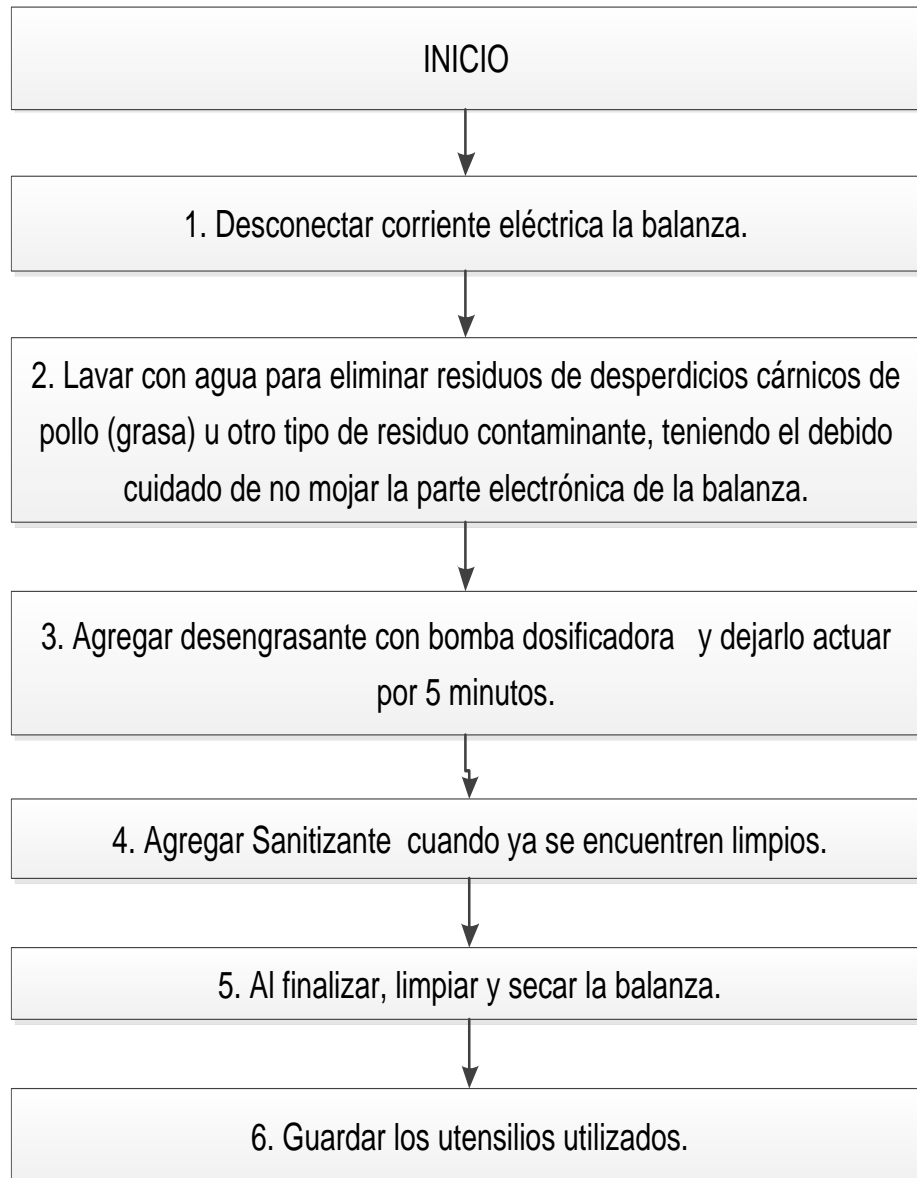 INICIO
1. Desconectar corriente eléctrica la balanza.
2. Lavar con agua para eliminar residuos de desperdicios cárnicos de
pollo (grasa) u otro tipo de residuo contaminante, teniendo el debido
cuidado de no mojar la parte electrónica de la balanza.
3. Agregar desengrasante con bomba dosificadora   y dejarlo actuar
por 5 minutos.
4. Agregar Sanitizante  cuando ya se encuentren limpios.
5. Al finalizar, limpiar y secar la balanza.
6. Guardar los utensilios utilizados.